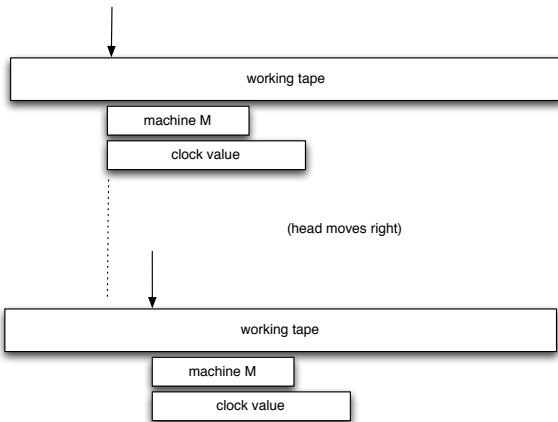 working tape
machine M
clock value
(head moves right)
working tape
machine M
clock value